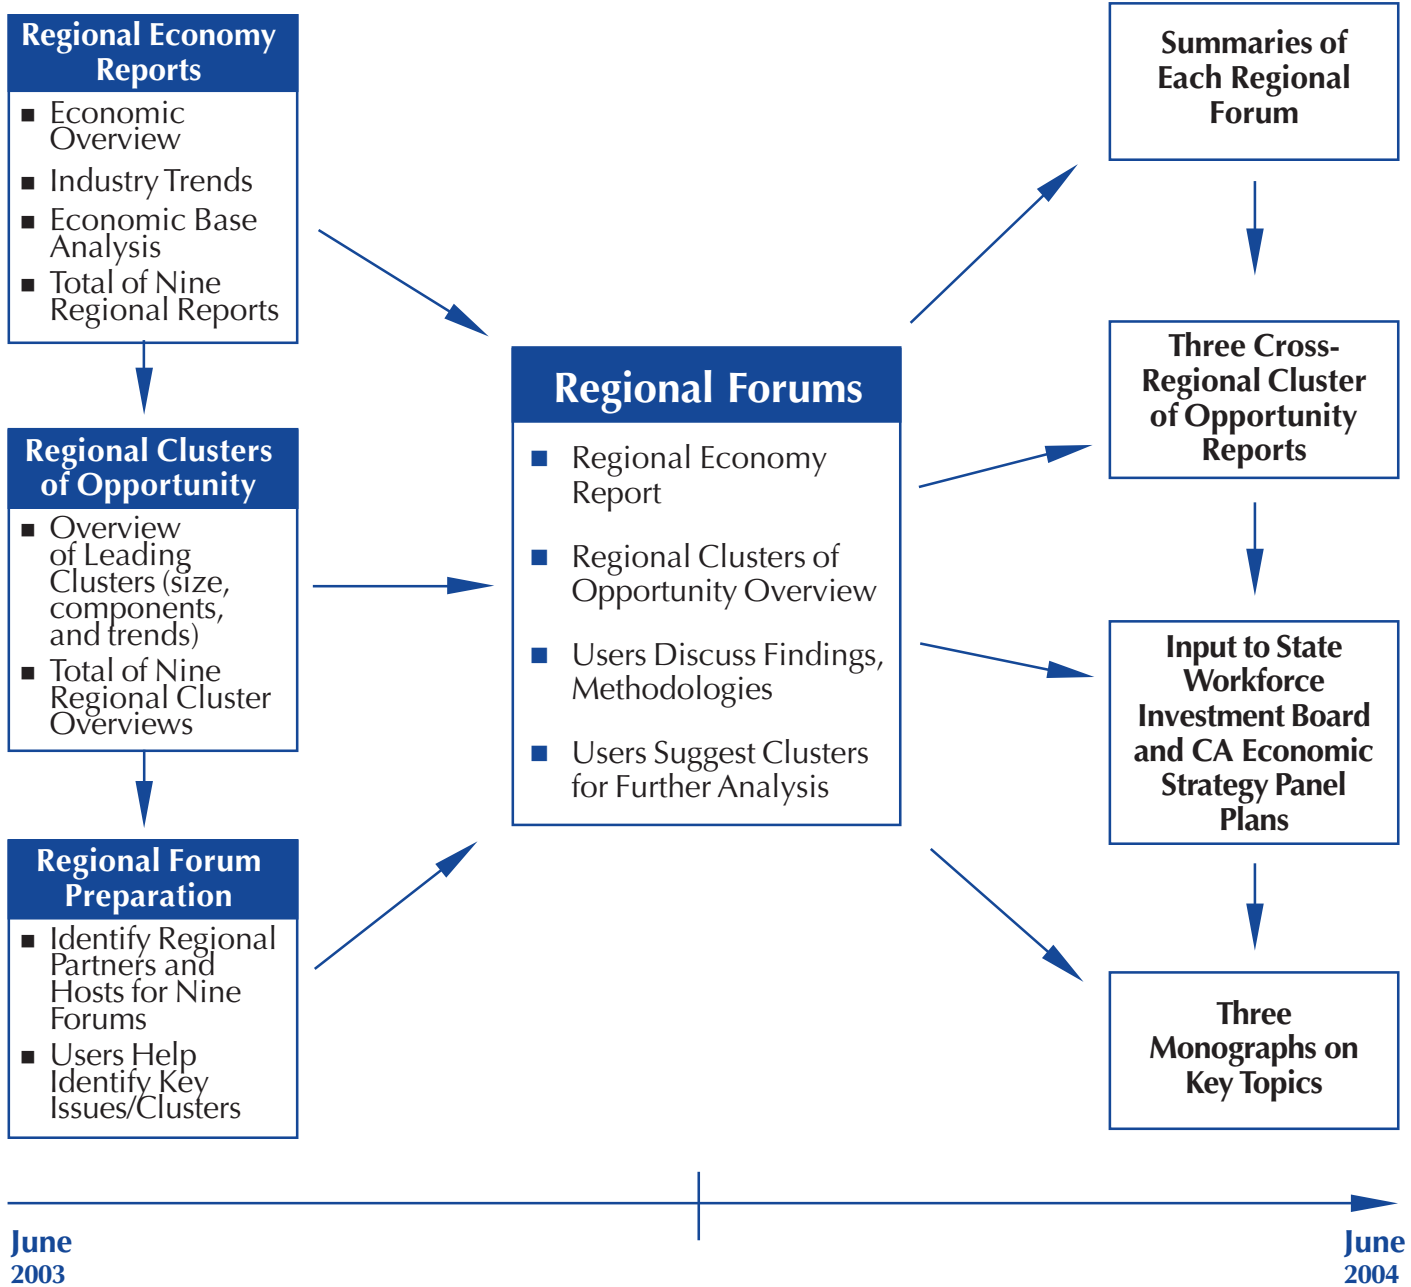 Regional Economy
Reports
■ Economic
Overview
■ Industry Trends
■ Economic Base
Analysis
■ Total of Nine
Regional Reports
Regional Clusters
of Opportunity
■ Overview
of Leading
Clusters (size,
components,
and trends)
■ Total of Nine
Regional Cluster
Overviews
Regional Forum
Preparation
■ Identify Regional
Partners and
Hosts for Nine
Forums
■ Users Help
Identify Key
Issues/Clusters
Regional Forums
■ Regional Economy
Report
■ Regional Clusters of
Opportunity Overview
■ Users Discuss Findings,
Methodologies
■ Users Suggest Clusters
for Further Analysis
Summaries of
Each Regional
Forum
Three Cross-
Regional Cluster
of Opportunity
Reports
Input to State
Workforce
Investment Board
and CA Economic
Strategy Panel
Plans
Three
Monographs on
Key Topics
June
2003
June
2004